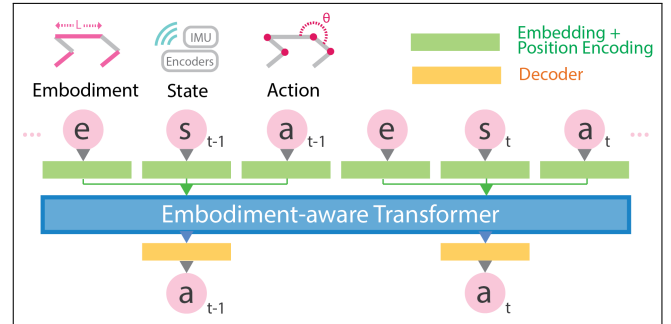 L
IMU
Encoders
θ
Embedding +
Position Encoding
Decoder
Embodiment State Action
... e s t-1 a t-1 e s t a t ...
Embodiment-aware Transformer
a t-1 a t